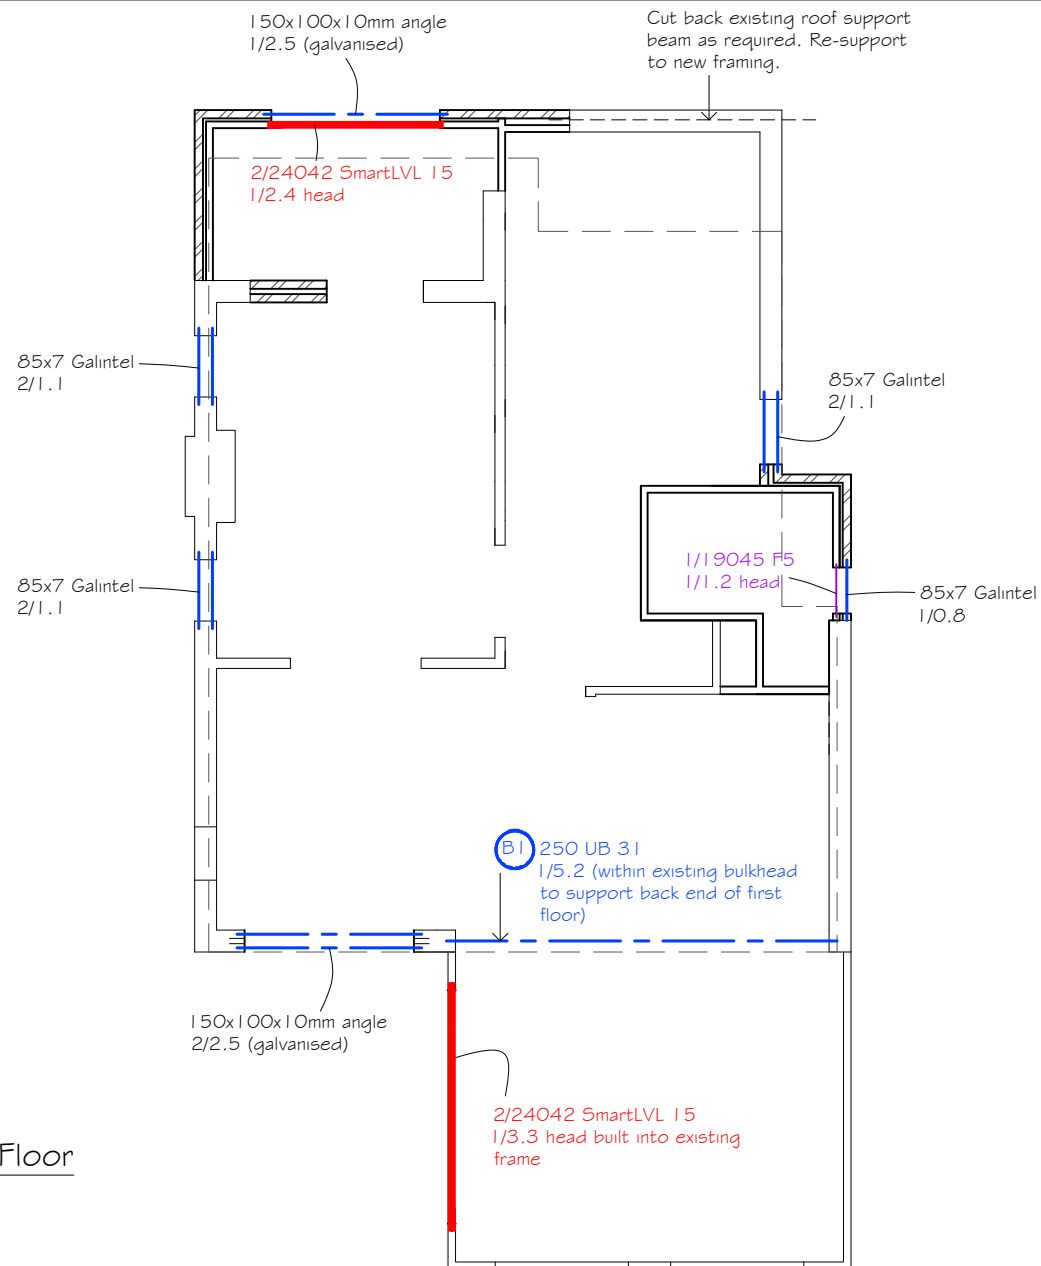 150x100x10mm angle
1/2.5 (galvanised)
Cut back existing roof support
beam as required. Re-support
to new framing.
2/24042 SmartLVL 15
1/2.4 head
85x7 Galintel
2/1.1
85x7 Galintel
2/1.1
1/19045 F5
1/1.2 head
85x7 Galintel
2/1.1
85x7 Galintel
1/0.8
B1
250 UB 31
1/5.2 (within existing bulkhead
to support back end of first
floor)
150x100x10mm angle
2/2.5 (galvanised)
2/24042 SmartLVL 15
1/3.3 head built into existing
frame
Floor